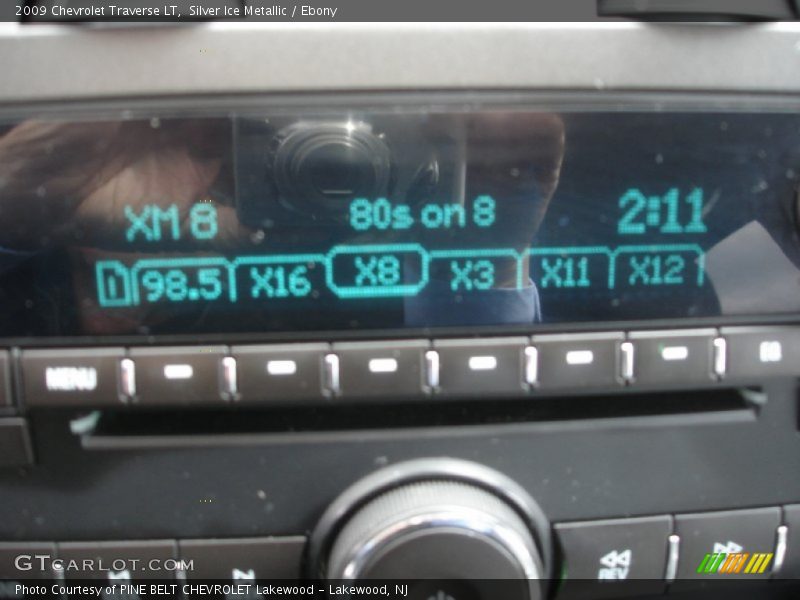 2009 Chevrolet Traverse LT, Silver Ice Metallic / Ebony
XM 8 80s on 8 2:11
1 98.5 X16 X8 X3 X11 X12
MENU
REV
GTCARLOT.COM
Photo Courtesy of PINE BELT CHEVROLET Lakewood - Lakewood, NJ